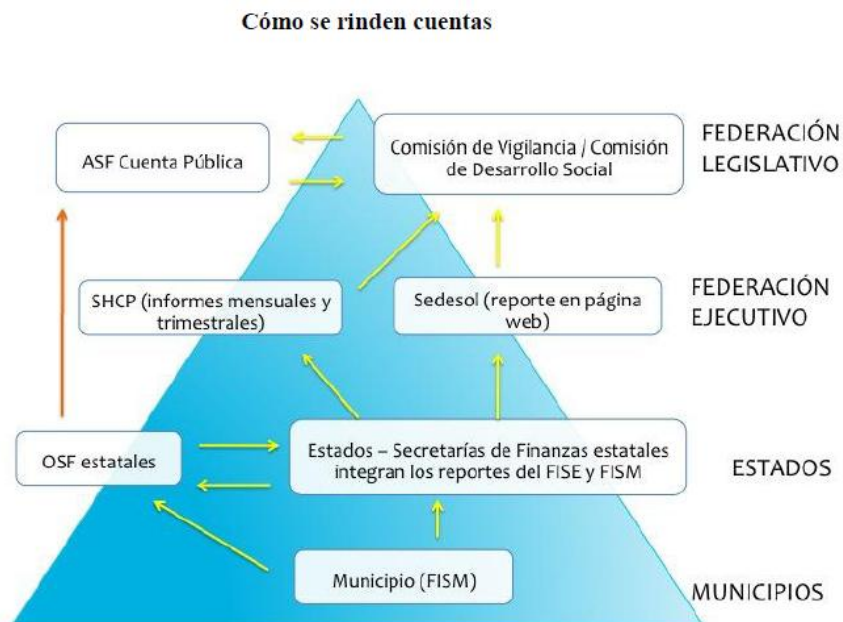 Cómo se rinden cuentas
ASF Cuenta Pública
Comisión de Vigilancia / Comisión
de Desarrollo Social
FEDERACIÓN
LEGISLATIVO
SHCP (informes mensuales y
trimestrales)
Sedesol (reporte en página
web)
FEDERACIÓN
EJECUTIVO
OSF estatales
Estados – Secretarías de Finanzas estatales
integran los reportes del FISE y FISM
ESTADOS
Municipio (FISM)
MUNICIPIOS